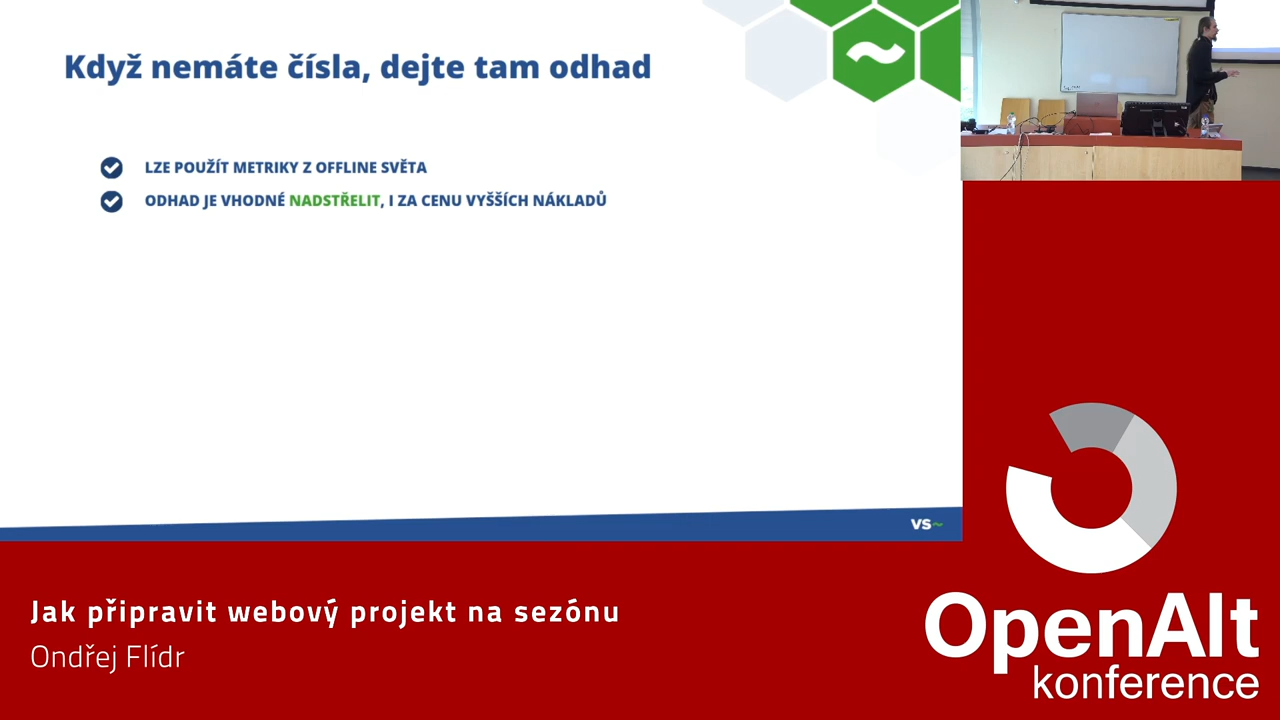 Když nemáte čísla, dejte tam odhad
LZE POUŽÍT METRIKY Z OFFLINE SVĚTA
ODHAD JE VHODNÉ NADSTŘELIT, I ZA CENU VYŠŠÍCH NÁKLADŮ
VS~
Jak připravit webový projekt na sezónu
Ondřej Flídr
OpenAlt
konference